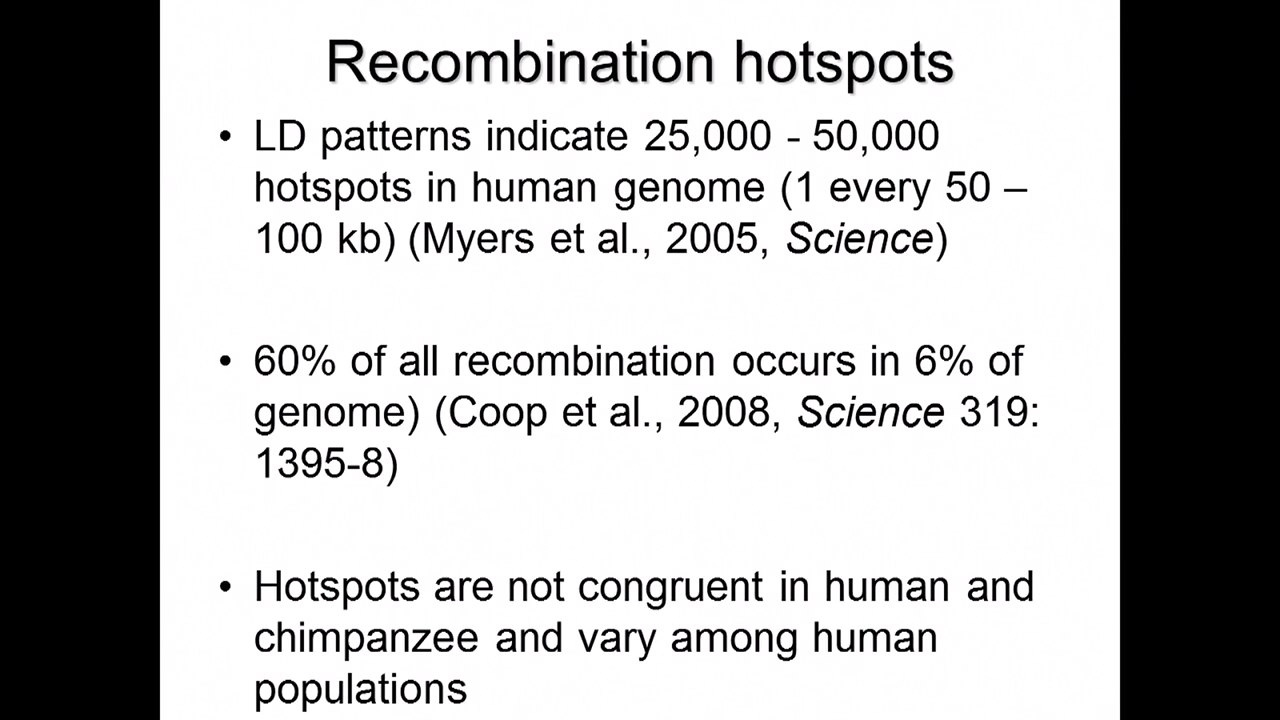 Recombination hotspots
• LD patterns indicate 25,000 - 50,000
hotspots in human genome (1 every 50 –
100 kb) (Myers et al., 2005, Science)
• 60% of all recombination occurs in 6% of
genome) (Coop et al., 2008, Science 319:
1395-8)
• Hotspots are not congruent in human and
chimpanzee and vary among human
populations